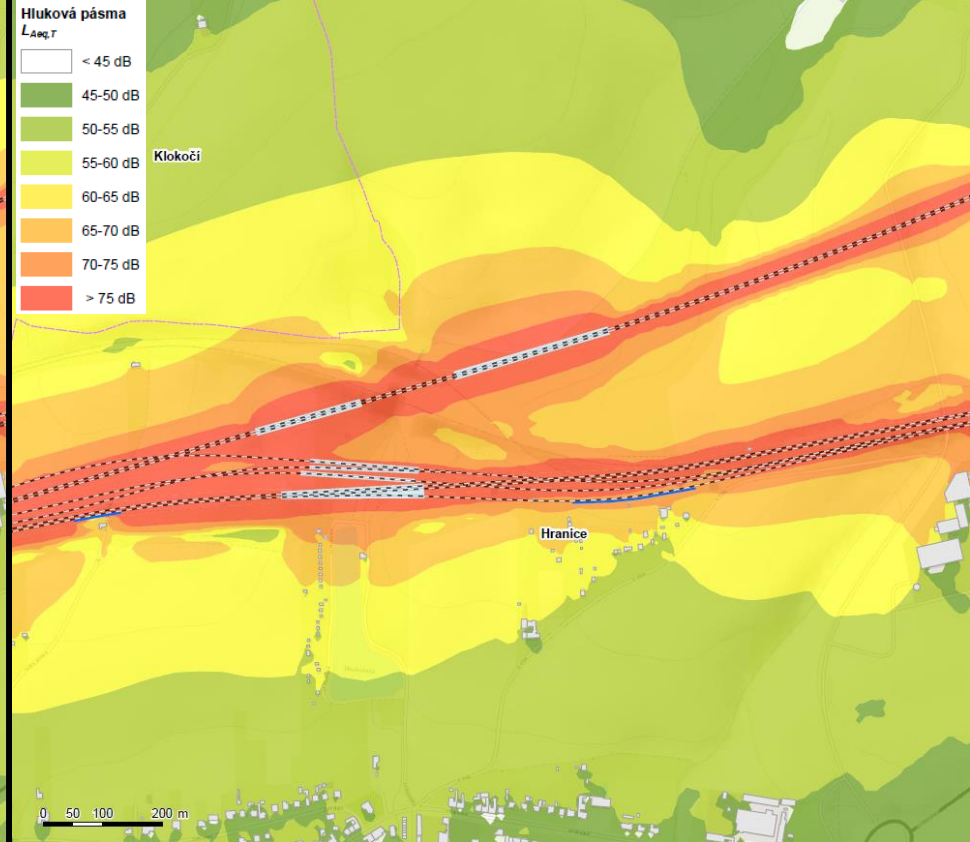 Hluková pásma
L_Aeq,T
< 45 dB
45-50 dB
50-55 dB
55-60 dB
60-65 dB
65-70 dB
70-75 dB
> 75 dB
Klokočí
Hranice
0 50 100 200 m